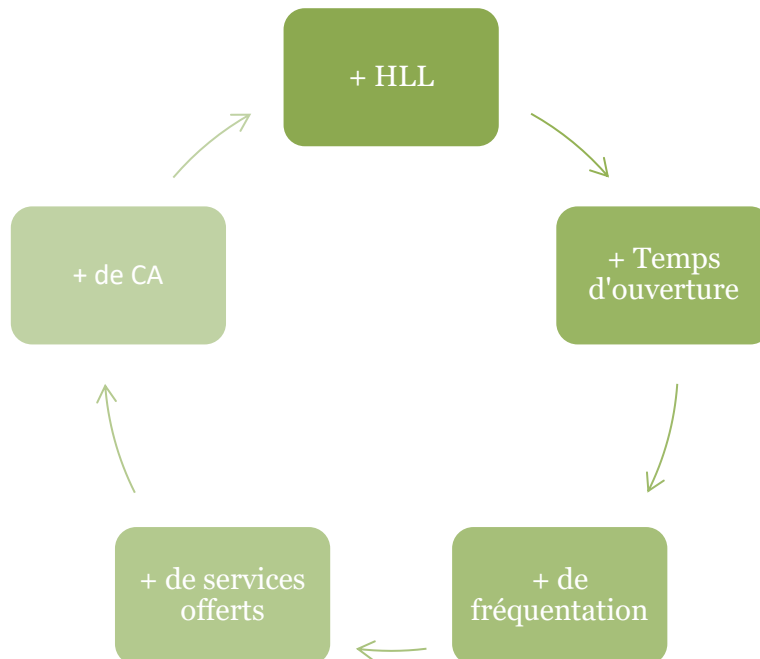 + HLL
+ Temps
d'ouverture
+ de
fréquentation
+ de services
offerts
+ de CA